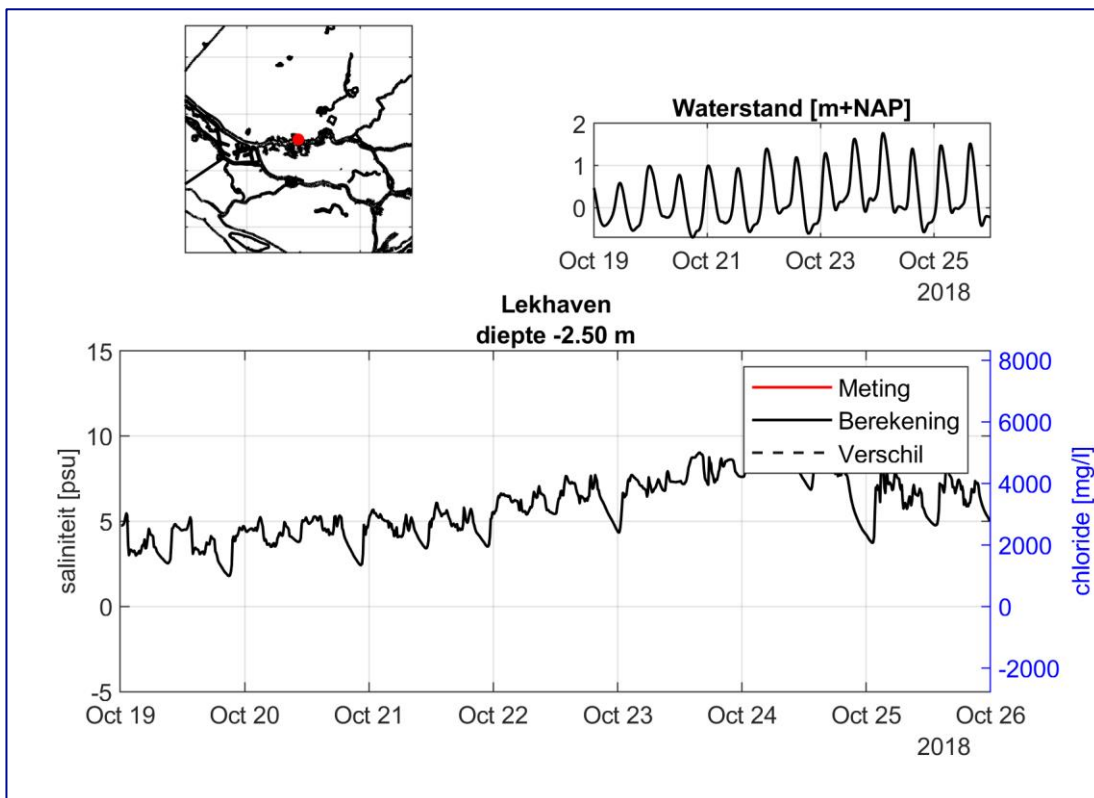 Waterstand [m+NAP]
2
1
0
Oct 19
Oct 21
Oct 23
Oct 25
2018
Lekhaven
diepte -2.50 m
saliniteit [psu]
15
10
5
0
-5
Meting
Berekening
Verschil
chloride [mg/l]
8000
6000
4000
2000
0
-2000
Oct 19
Oct 20
Oct 21
Oct 22
Oct 23
Oct 24
Oct 25
Oct 26
2018